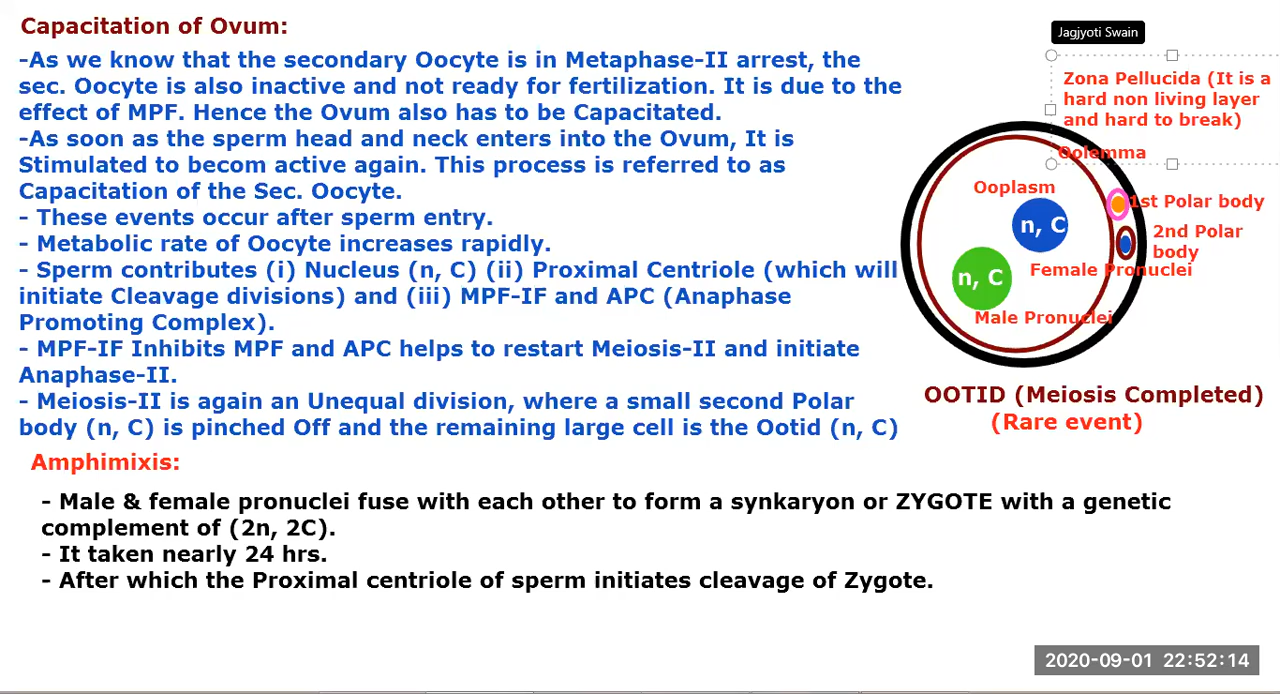 Capacitation of Ovum:
-As we know that the secondary Oocyte is in Metaphase-II arrest, the
sec. Oocyte is also inactive and not ready for fertilization. It is due to the
effect of MPF. Hence the Ovum also has to be Capacitated.
-As soon as the sperm head and neck enters into the Ovum, It is
Stimulated to becom active again. This process is referred to as
Capacitation of the Sec. Oocyte.
- These events occur after sperm entry.
- Metabolic rate of Oocyte increases rapidly.
- Sperm contributes (i) Nucleus (n, C) (ii) Proximal Centriole (which will
initiate Cleavage divisions) and (iii) MPF-IF and APC (Anaphase
Promoting Complex).
- MPF-IF Inhibits MPF and APC helps to restart Meiosis-II and initiate
Anaphase-II.
- Meiosis-II is again an Unequal division, where a small second Polar
body (n, C) is pinched Off and the remaining large cell is the Ootid (n, C)
Jagjyoti Swain
Zona Pellucida (It is a
hard non living layer
and hard to break)
Oolemma
Ooplasm
1st Polar body
n, C
2nd Polar
body
Female Pronuclei
n, C
Male Pronuclei
OOTID (Meiosis Completed)
(Rare event)
Amphimixis:
- Male & female pronuclei fuse with each other to form a synkaryon or ZYGOTE with a genetic
complement of (2n, 2C).
- It taken nearly 24 hrs.
- After which the Proximal centriole of sperm initiates cleavage of Zygote.
2020-09-01 22:52:14